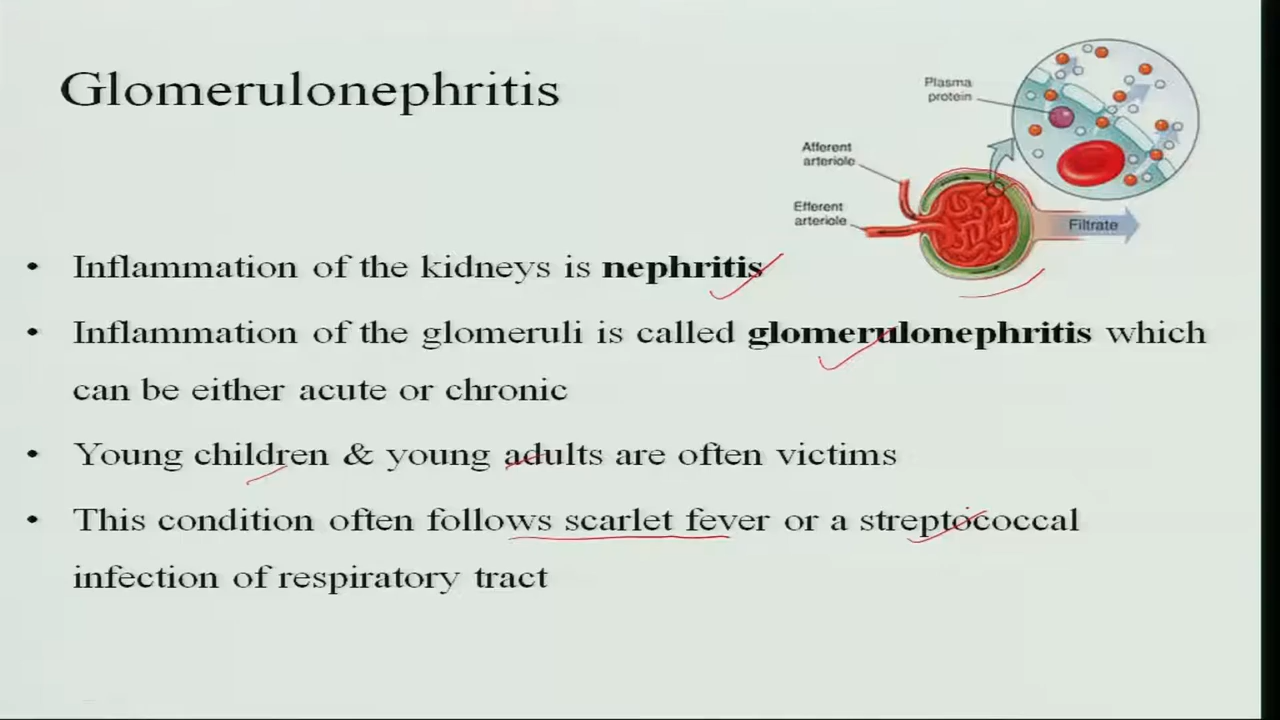 Glomerulonephritis
Plasma
protein
Afferent
arteriole
Efferent
arteriole
Filtrate
• Inflammation of the kidneys is nephritis
• Inflammation of the glomeruli is called glomerulonephritis which
can be either acute or chronic
• Young children & young adults are often victims
• This condition often follows scarlet fever or a streptococcal
infection of respiratory tract